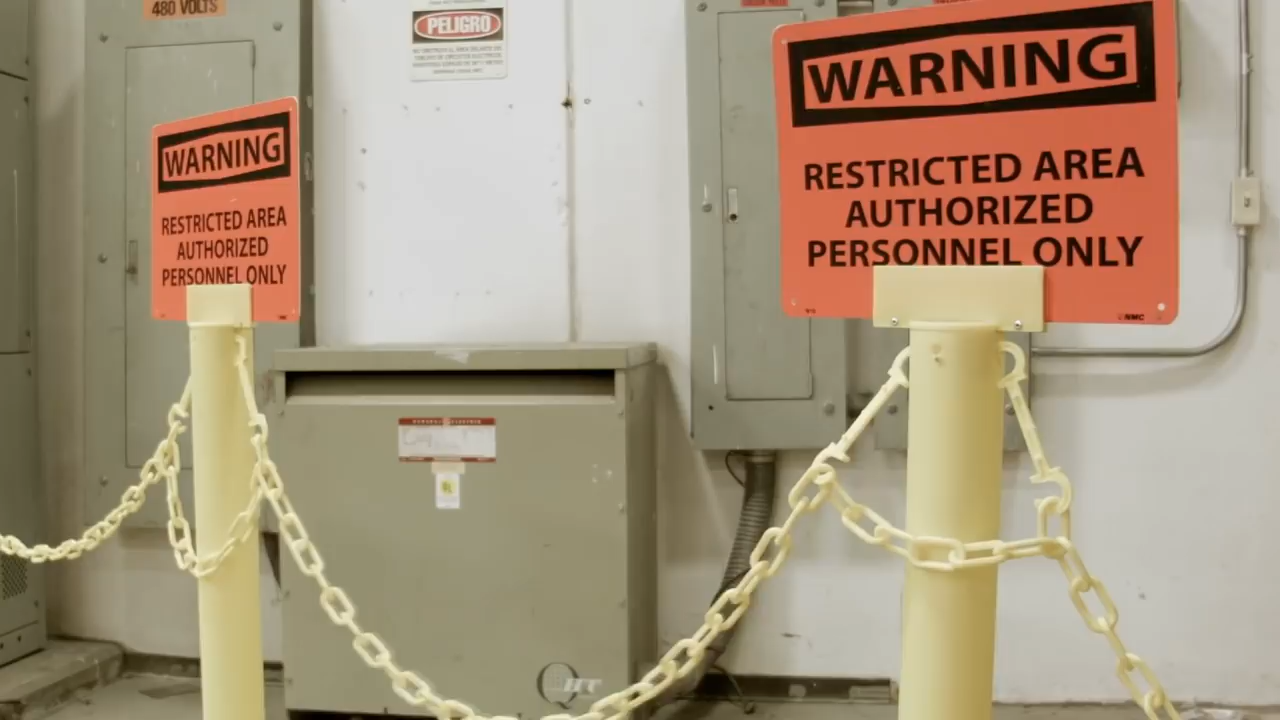 480 VOLTS
PELIGRO
WARNING
RESTRICTED AREA
AUTHORIZED
PERSONNEL ONLY
WARNING
RESTRICTED AREA
AUTHORIZED
PERSONNEL ONLY
NMC